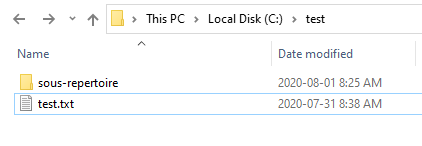 This PC > Local Disk (C:) > test
Name Date modified
sous-repertoire 2020-08-01 8:25 AM
test.txt 2020-07-31 8:38 AM